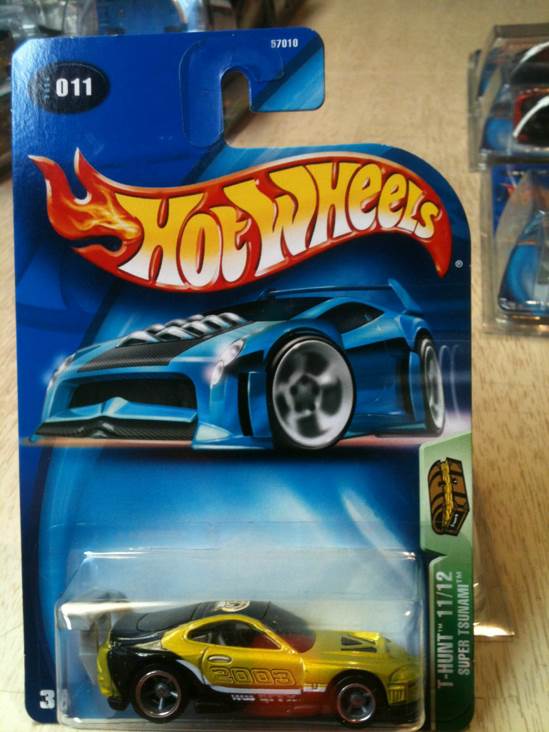 57010
011
HOT WHEELS
®
T-HUNT™ 11/12
SUPER TSUNAMI™
2003
3